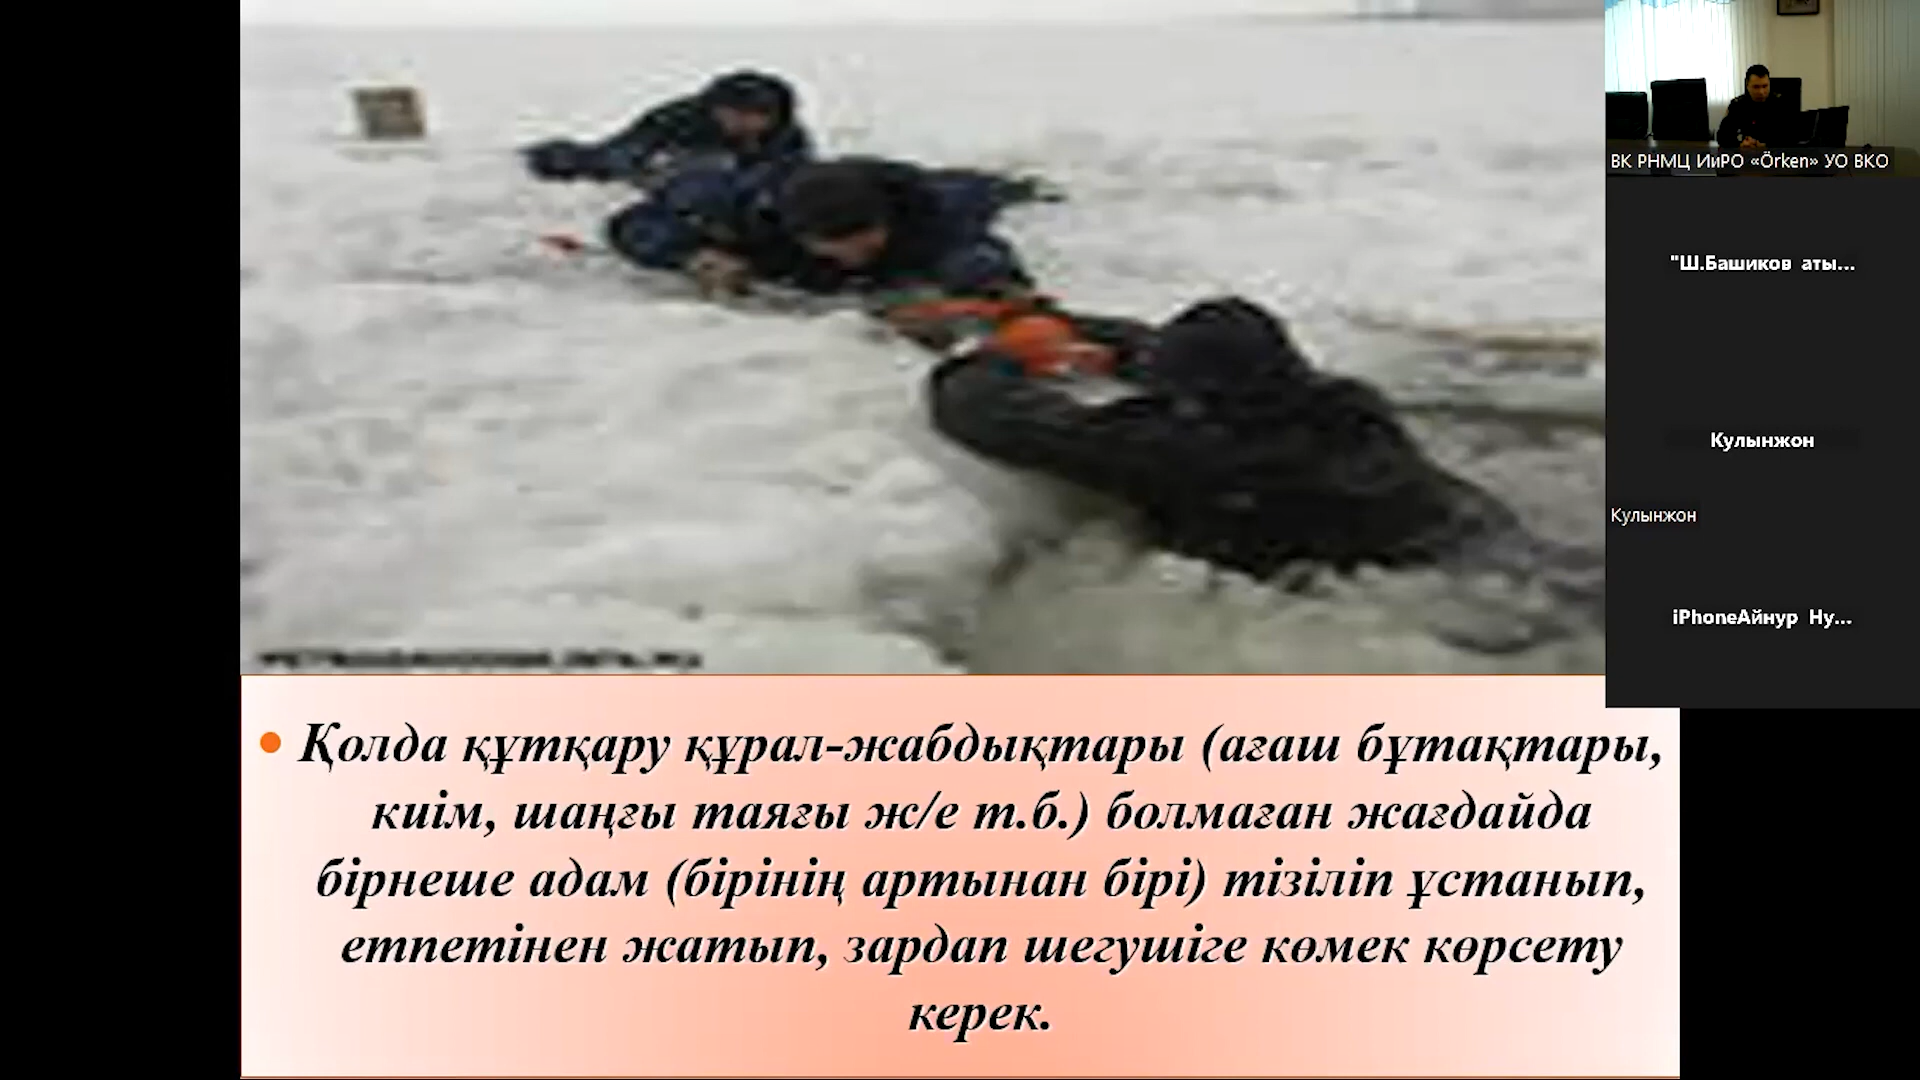 ВК РНМЦ ИиРО «Örken» УО ВКО
"Ш.Башиков аты...
Кулынжон
Кулынжон
iPhoneАйнур Ну...
• Қолда құтқару құрал-жабдықтары (ағаш бұтақтары,
киім, шаңғы таяғы ж/е т.б.) болмаған жағдайда
бірнеше адам (бірінің артынан бірі) тізіліп ұстанып,
етпетінен жатып, зардап шегушіге көмек көрсету
керек.